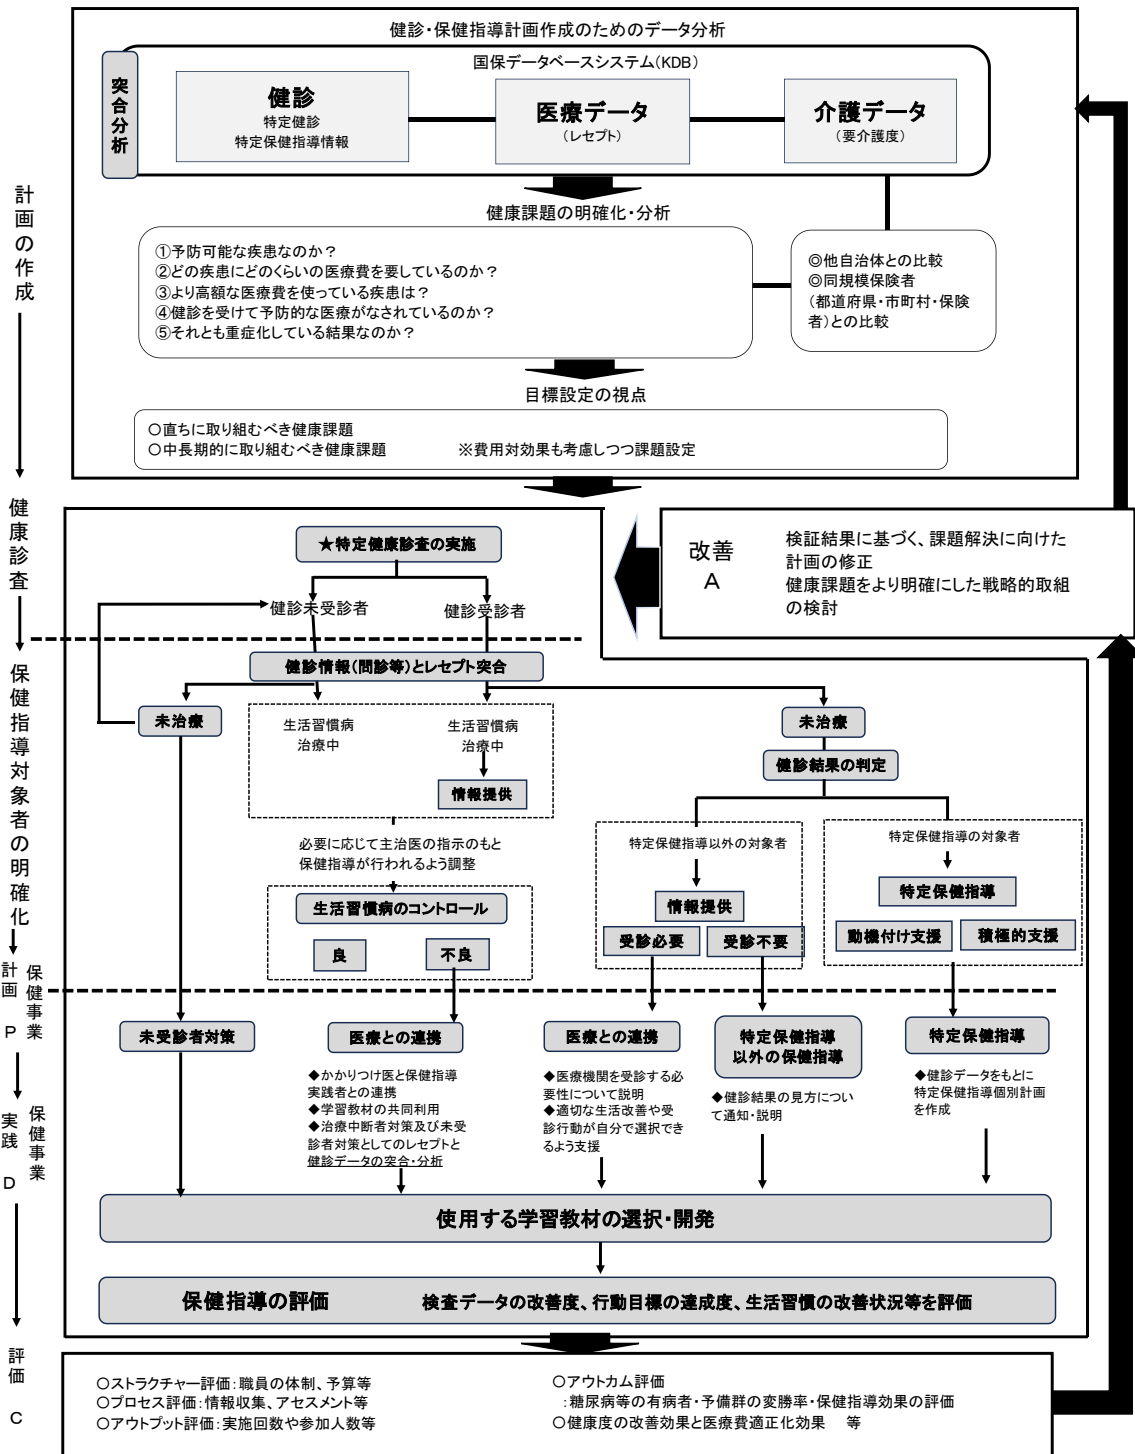 健診・保健指導計画作成のためのデータ分析
国保データベースシステム(KDB)
突合分析
健診
特定健診
特定保健指導情報
医療データ
(レセプト)
介護データ
(要介護度)
健康課題の明確化・分析
①予防可能な疾患なのか?
②どの疾患にどのくらいの医療費を要しているのか?
③より高額な医療費を使っている疾患は?
④健診を受けて予防的な医療がなされているのか?
⑤それとも重症化している結果なのか?
◎他自治体との比較
◎同規模保険者
(都道府県・市町村・保険
者)との比較
目標設定の視点
○直ちに取り組むべき健康課題
○中長期的に取り組むべき健康課題 ※費用対効果も考慮しつつ課題設定
計画の作成
健康診査
保健指導対象者の明確化
計画 P
保健事業
実践 D
保健事業
評価 C
改善
A
検証結果に基づく、課題解決に向けた
計画の修正
健康課題をより明確にした戦略的取組
の検討
★特定健康診査の実施
健診未受診者
健診受診者
健診情報(問診等)とレセプト突合
未治療
生活習慣病
治療中
生活習慣病
治療中
情報提供
未治療
健診結果の判定
必要に応じて主治医の指示のもと
保健指導が行われるよう調整
生活習慣病のコントロール
良
不良
特定保健指導以外の対象者
情報提供
受診必要
受診不要
特定保健指導の対象者
特定保健指導
動機付け支援
積極的支援
未受診者対策
医療との連携
◆かかりつけ医と保健指導
実践者との連携
◆学習教材の共同利用
◆治療中断者対策及び未受
診者対策としてのレセプトと
健診データの突合・分析
医療との連携
◆医療機関を受診する必
要性について説明
◆適切な生活改善や受
診行動が自分で選択でき
るよう支援
特定保健指導
以外の保健指導
◆健診結果の見方につい
て通知・説明
特定保健指導
◆健診データをもとに
特定保健指導個別計画
を作成
使用する学習教材の選択・開発
保健指導の評価 検査データの改善度、行動目標の達成度、生活習慣の改善状況等を評価
○ストラクチャー評価:職員の体制、予算等
○プロセス評価:情報収集、アセスメント等
○アウトプット評価:実施回数や参加人数等
○アウトカム評価
:糖尿病等の有病者・予備群の変勝率・保健指導効果の評価
○健康度の改善効果と医療費適正化効果 等